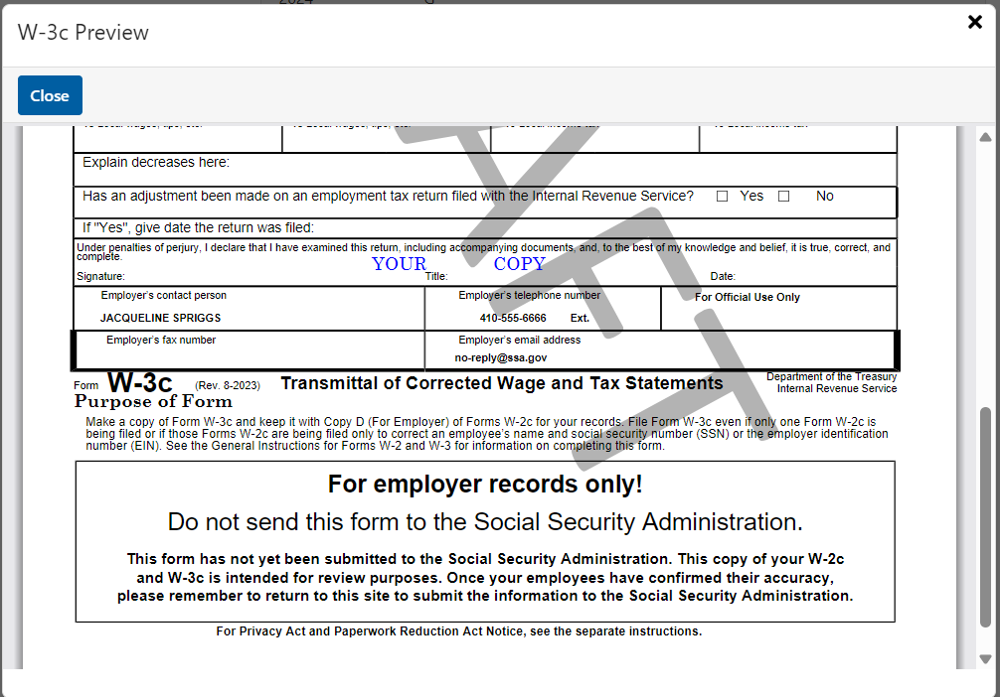 W-3c Preview
Close
Explain decreases here:
Has an adjustment been made on an employment tax return filed with the Internal Revenue Service? Yes No
If "Yes", give date the return was filed:
Under penalties of perjury, I declare that I have examined this return, including accompanying documents, and, to the best of my knowledge and belief, it is true, correct, and
complete.
YOUR COPY
Signature: Title: Date:
Employer's contact person Employer's telephone number For Official Use Only
JACQUELINE SPRIGGS 410-555-6666 Ext.
Employer's fax number Employer's email address
no-reply@ssa.gov
Form W-3c (Rev. 8-2023) Transmittal of Corrected Wage and Tax Statements Department of the Treasury
Internal Revenue Service
Purpose of Form
Make a copy of Form W-3c and keep it with Copy D (For Employer) of Forms W-2c for your records. File Form W-3c even if only one Form W-2c is
being filed or if those Forms W-2c are being filed only to correct an employee's name and social security number (SSN) or the employer identification
number (EIN). See the General Instructions for Forms W-2 and W-3 for information on completing this form.
For employer records only!
Do not send this form to the Social Security Administration.
This form has not yet been submitted to the Social Security Administration. This copy of your W-2c
and W-3c is intended for review purposes. Once your employees have confirmed their accuracy,
please remember to return to this site to submit the information to the Social Security Administration.
For Privacy Act and Paperwork Reduction Act Notice, see the separate instructions.